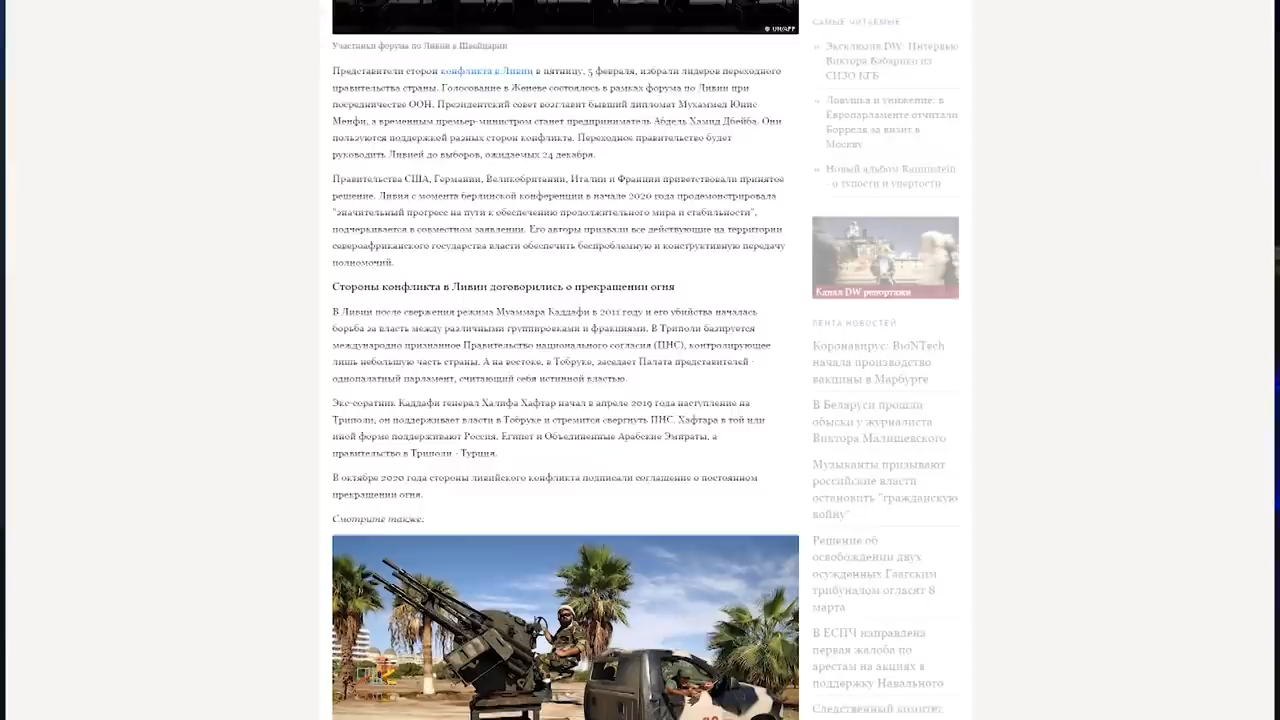 © UN/AFP
Участники форума по Ливии в Швейцарии
Представители сторон конфликта в Ливии в пятницу, 5 февраля, избрали лидеров переходного
правительства страны. Голосование в Женеве состоялось в рамках форума по Ливии при
посредничестве ООН. Президентский совет возглавит бывший дипломат Мухаммед Юнис
Менфи, а временным премьер-министром станет предприниматель Абдель Хамид Дбейба. Они
пользуются поддержкой разных сторон конфликта. Переходное правительство будет
руководить Ливией до выборов, ожидаемых 24 декабря.
Правительства США, Германии, Великобритании, Италии и Франции приветствовали принятое
решение. Ливия с момента берлинской конференции в начале 2020 года продемонстрировала
"значительный прогресс на пути к обеспечению продолжительного мира и стабильности",
подчеркивается в совместном заявлении. Его авторы призвали все действующие на территории
североафриканского государства власти обеспечить беспроблемную и конструктивную передачу
полномочий.
Стороны конфликта в Ливии договорились о прекращении огня
В Ливии после свержения режима Муаммара Каддафи в 2011 году и его убийства началась
борьба за власть между различными группировками и фракциями. В Триполи базируется
международно признанное Правительство национального согласия (ПНС), контролирующее
лишь небольшую часть страны. А на востоке, в Тобруке, заседает Палата представителей -
однопалатный парламент, считающий себя истинной властью.
Экс-соратник Каддафи генерал Халифа Хафтар начал в апреле 2019 года наступление на
Триполи, он поддерживает власти в Тобруке и стремится свергнуть ПНС. Хафтара в той или
иной форме поддерживают Россия, Египет и Объединенные Арабские Эмираты, а
правительство в Триполи - Турция.
В октябре 2020 года стороны ливийского конфликта подписали соглашение о постоянном
прекращении огня.
Смотрите также:
САМЫЕ ЧИТАЕМЫЕ
Эксклюзив DW: Интервью
Виктора Бабарико из
СИЗО КГБ
Ловушка и унижение: в
Европарламенте отчитали
Борреля за визит в
Москву
Новый альбом Rammstein
- о тупости и упертости
Канал DW репортажи
ЛЕНТА НОВОСТЕЙ
Коронавирус: BioNTech
начала производство
вакцины в Марбурге
В Беларуси прошли
обыски у журналиста
Виктора Малишевского
Музыканты призывают
российские власти
остановить "гражданскую
войну"
Решение об
освобождении двух
осужденных Гаагским
трибуналом огласят 8
марта
В ЕСПЧ направлена
первая жалоба по
арестам на акциях в
поддержку Навального
Следственный комитет